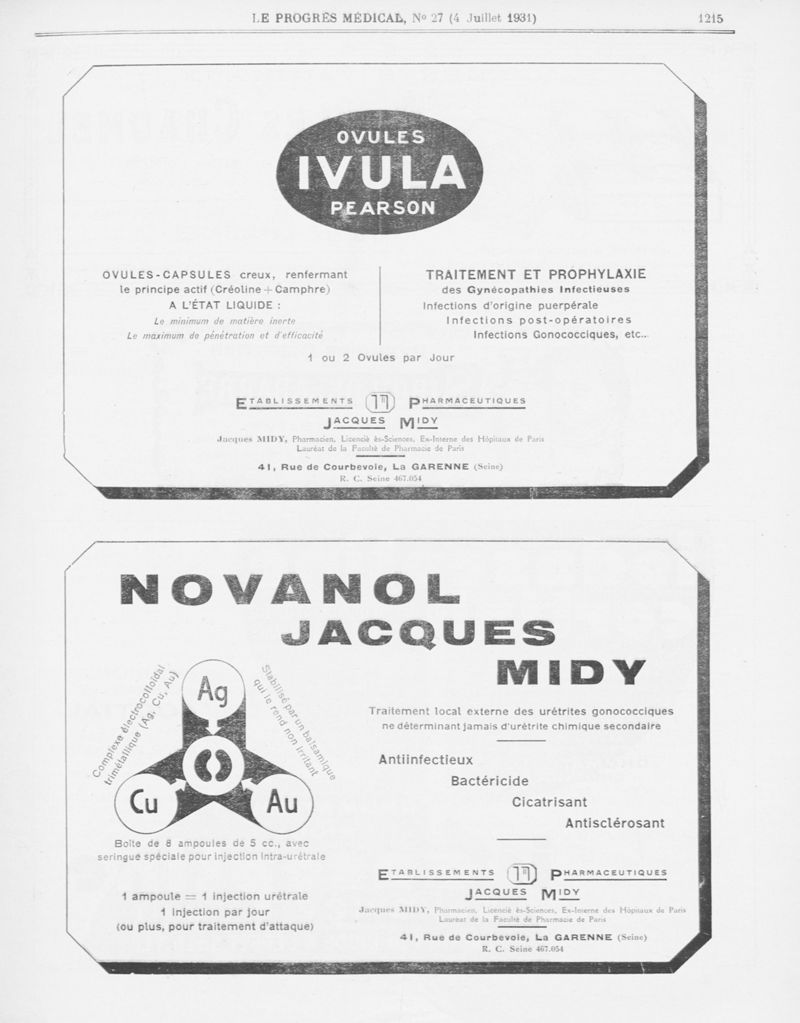 LE PROGRÈS MÉDICAL, No 27 (4 Juillet 1931) 1215
OVULES
IVULA
PEARSON
OVULES-CAPSULES creux, renfermant
le principe actif (Créoline + Camphre)
A L'ÉTAT LIQUIDE :
Le minimum de matière inerte
Le maximum de pénétration et d'efficacité
TRAITEMENT ET PROPHYLAXIE
des Gynécopathies Infectieuses
Infections d'origine puerpérale
Infections post-opératoires
Infections Gonococciques, etc...
1 ou 2 Ovules par Jour
ETABLISSEMENTS PHARMACEUTIQUES
JACQUES MIDY
Jacques MIDY, Pharmacien, Licencié ès-Sciences, Ex-Interne des Hôpitaux de Paris
Lauréat de la Faculté de Pharmacie de Paris
41, Rue de Courbevoie, La GARENNE (Seine)
R. C. Seine 467.054
NOVANOL
JACQUES
MIDY
Complexe électrocolloïdal
trimétallique (Ag, Cu, Au)
Stabilisé par un balsamique
qui le rend non irritant
Ag
Cu
Au
Boîte de 8 ampoules de 5 cc., avec
seringue spéciale pour injection intra-urétrale
1 ampoule = 1 injection urétrale
1 injection par jour
(ou plus, pour traitement d'attaque)
Traitement local externe des urétrites gonococciques
ne déterminant jamais d'urétrite chimique secondaire
Antiinfectieux
Bactéricide
Cicatrisant
Antisclérosant
ETABLISSEMENTS PHARMACEUTIQUES
JACQUES MIDY
Jacques MIDY, Pharmacien, Licencié ès-Sciences, Ex-Interne des Hôpitaux de Paris
Lauréat de la Faculté de Pharmacie de Paris
41, Rue de Courbevoie, La GARENNE (Seine)
R. C. Seine 467.054